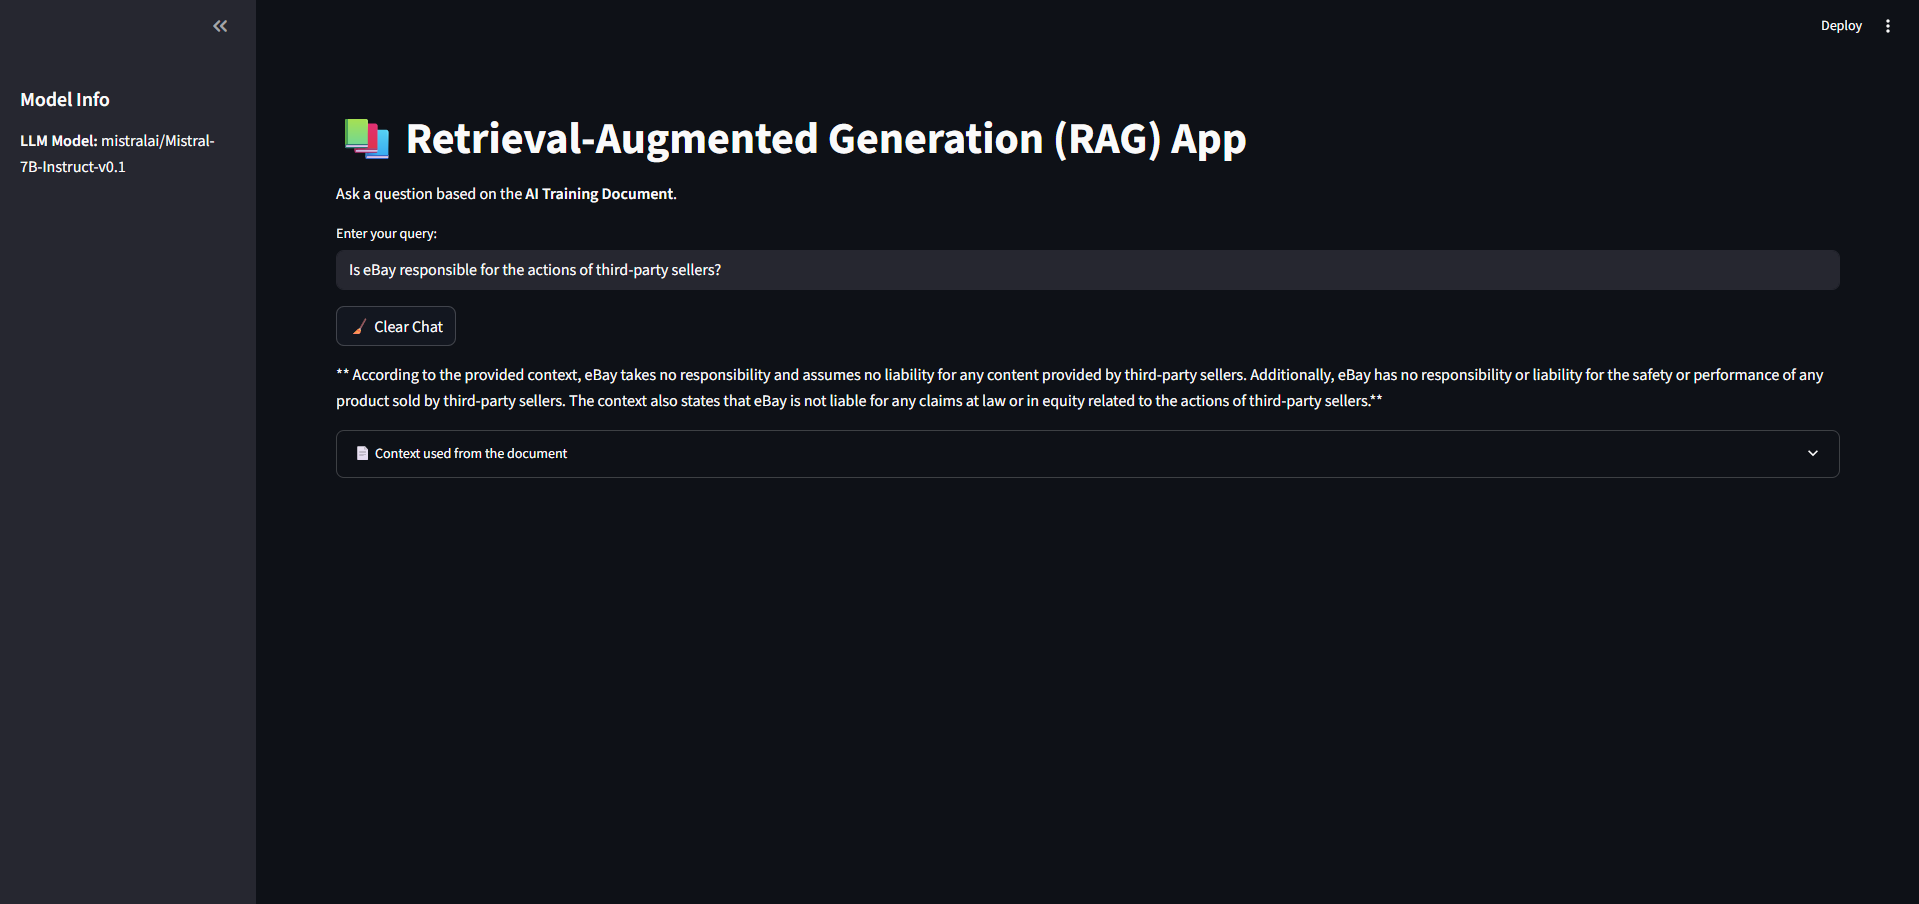 Deploy
Model Info
LLM Model: mistralai/Mistral-
7B-Instruct-v0.1
Retrieval-Augmented Generation (RAG) App
Ask a question based on the AI Training Document.
Enter your query:
Is eBay responsible for the actions of third-party sellers?
Clear Chat
** According to the provided context, eBay takes no responsibility and assumes no liability for any content provided by third-party sellers. Additionally, eBay has no responsibility or liability for the safety or performance of any
product sold by third-party sellers. The context also states that eBay is not liable for any claims at law or in equity related to the actions of third-party sellers.**
Context used from the document